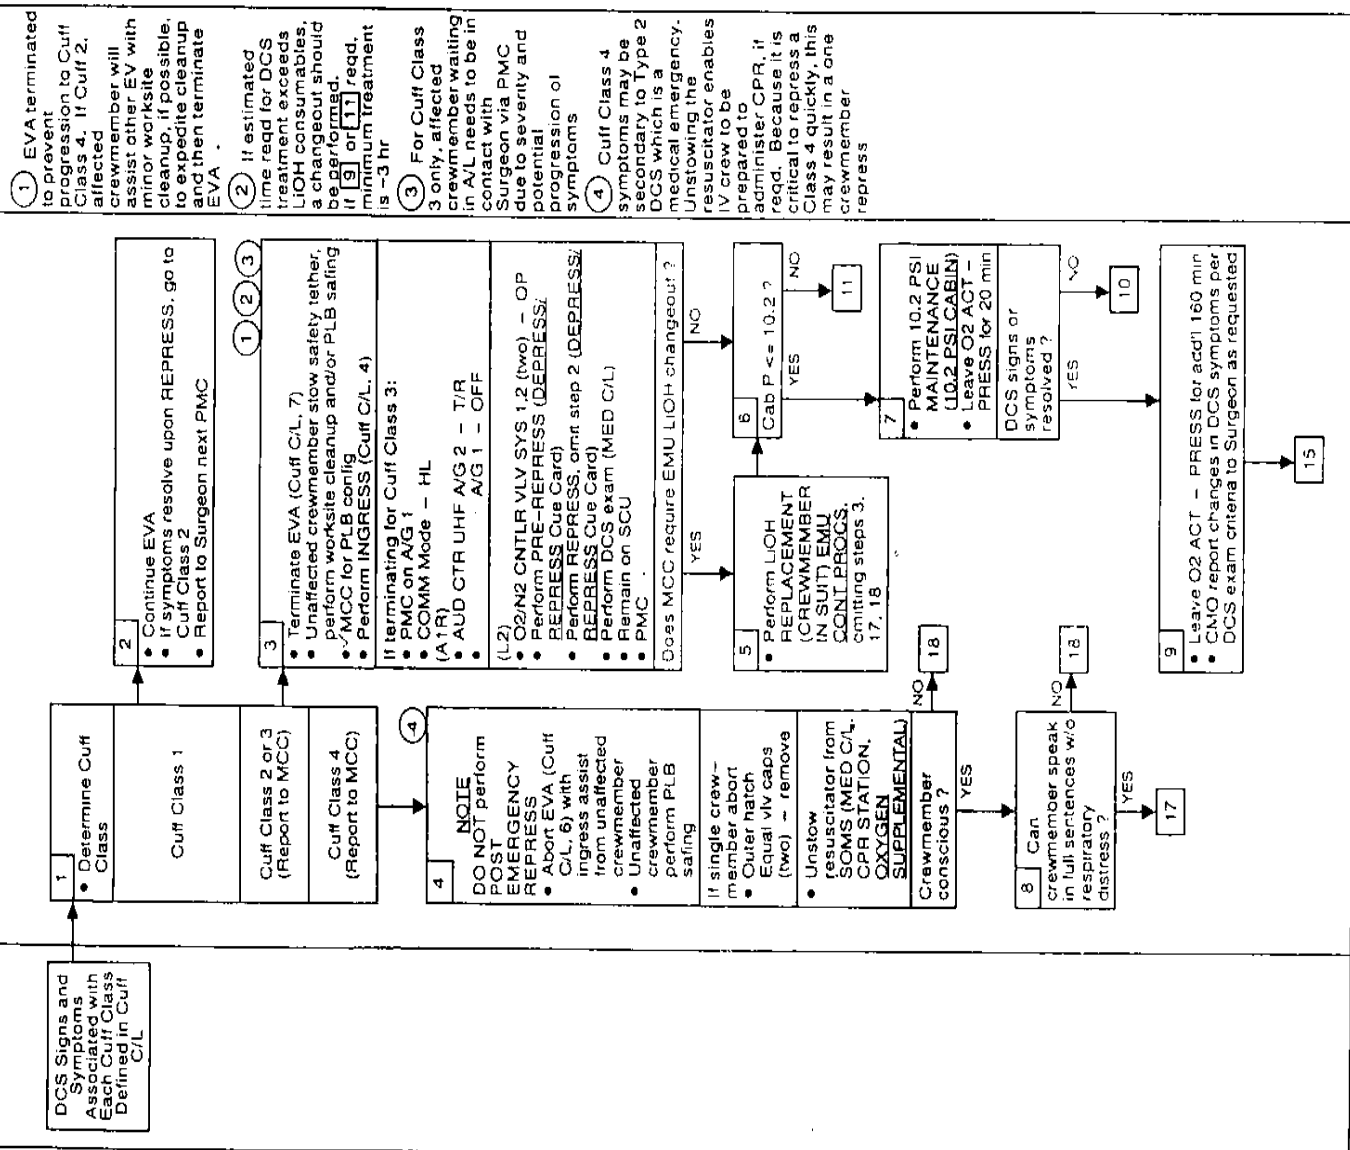 DCS Signs and
Symptoms
Associated with
Each Cuff Class
Defined in Cuff
C/L
1
• Determine Cuff
Class
Cuff Class 1
Cuff Class 2 or 3
(Report to MCC)
Cuff Class 4
(Report to MCC)
2
• Continue EVA
• If symptoms resolve upon REPRESS, go to
Cuff Class 2
• Report to Surgeon next PMC
1 2 3
3
• Terminate EVA (Cuff C/L, 7)
• Unaffected crewmember stow safety tether,
perform worksite cleanup and/or PLB safing
• √MCC for PLB config
• Perform INGRESS (Cuff C/L, 4)
If terminating for Cuff Class 3:
• PMC on A/G 1
• COMM Mode – HL
(A1R)
• AUD CTR UHF A/G 2 – T/R
• A/G 1 – OFF
(L2)
• O2/N2 CNTLR VLV SYS 1,2 (two) – OP
• Perform PRE-REPRESS (DEPRESS/
REPRESS Cue Card)
• Perform REPRESS, omit step 2 (DEPRESS/
REPRESS Cue Card)
• Perform DCS exam (MED C/L)
• Remain on SCU
• PMC
Does MCC require EMU LiOH changeout ?
YES
NO
4
4
NOTE
DO NOT perform
POST
EMERGENCY
REPRESS
• Abort EVA (Cuff
C/L, 6) with
ingress assist
from unaffected
crewmember
• Unaffected
crewmember
perform PLB
safing
If single crew-
member abort
• Outer hatch
Equal vlv caps
(two) – remove
• Unstow
resuscitator from
SOMS (MED C/L,
CPR STATION,
OXYGEN
SUPPLEMENTAL)
Crewmember
conscious ?
NO
18
YES
5
• Perform LiOH
REPLACEMENT
(CREWMEMBER
IN SUIT) EMU
CONT PROCS,
omitting steps 3,
17, 18
6
Cab P <= 10.2 ?
YES
NO
11
7
• Perform 10.2 PSI
MAINTENANCE
(10.2 PSI CABIN)
• Leave O2 ACT –
PRESS for 20 min
DCS signs or
symptoms
resolved ?
YES
NO
10
8
Can
crewmember speak
in full sentences w/o
respiratory
distress ?
NO
18
YES
17
9
• Leave O2 ACT – PRESS for addl 160 min
• CMO report changes in DCS symptoms per
DCS exam criteria to Surgeon as requested
15
1 EVA terminated
to prevent
progression to Cuff
Class 4. If Cuff 2,
affected
crewmember will
assist other EV with
minor worksite
cleanup, if possible,
to expedite cleanup
and then terminate
EVA.
2 If estimated
time reqd for DCS
treatment exceeds
LiOH consumables,
a changeout should
be performed.
If 9 or 11 reqd,
minimum treatment
is ~3 hr
3 For Cuff Class
3 only, affected
crewmember waiting
in A/L needs to be in
contact with
Surgeon via PMC
due to severity and
potential
progression of
symptoms
4 Cuff Class 4
symptoms may be
secondary to Type 2
DCS which is a
medical emergency.
Unstowing the
resuscitator enables
IV crew to be
prepared to
administer CPR, if
reqd. Because it is
critical to repress a
Class 4 quickly, this
may result in a one
crewmember
repress